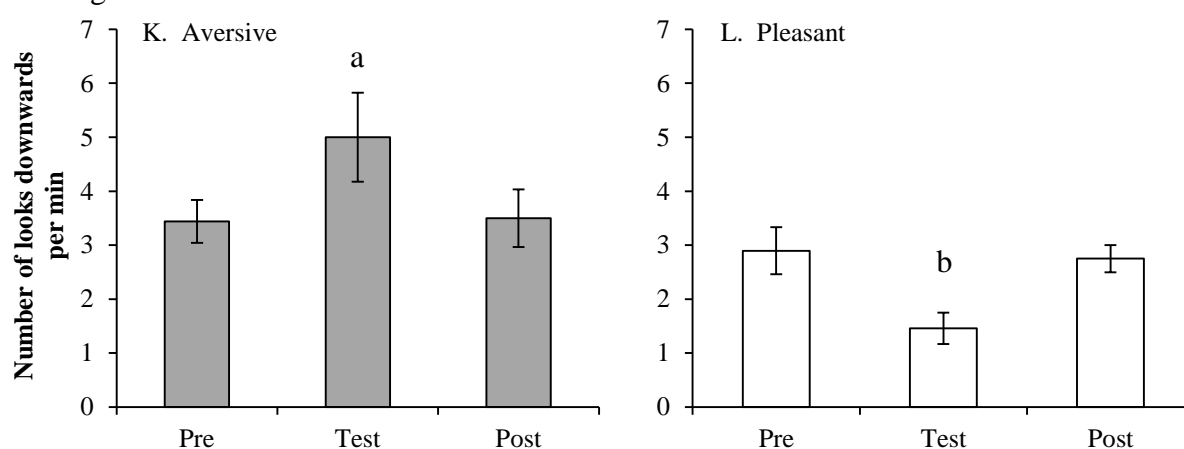 K. Aversive
L. Pleasant
Number of looks downwards
per min
7
6
5
4
3
2
1
0
a
Pre
Test
Post
7
6
5
4
3
2
1
0
b
Pre
Test
Post